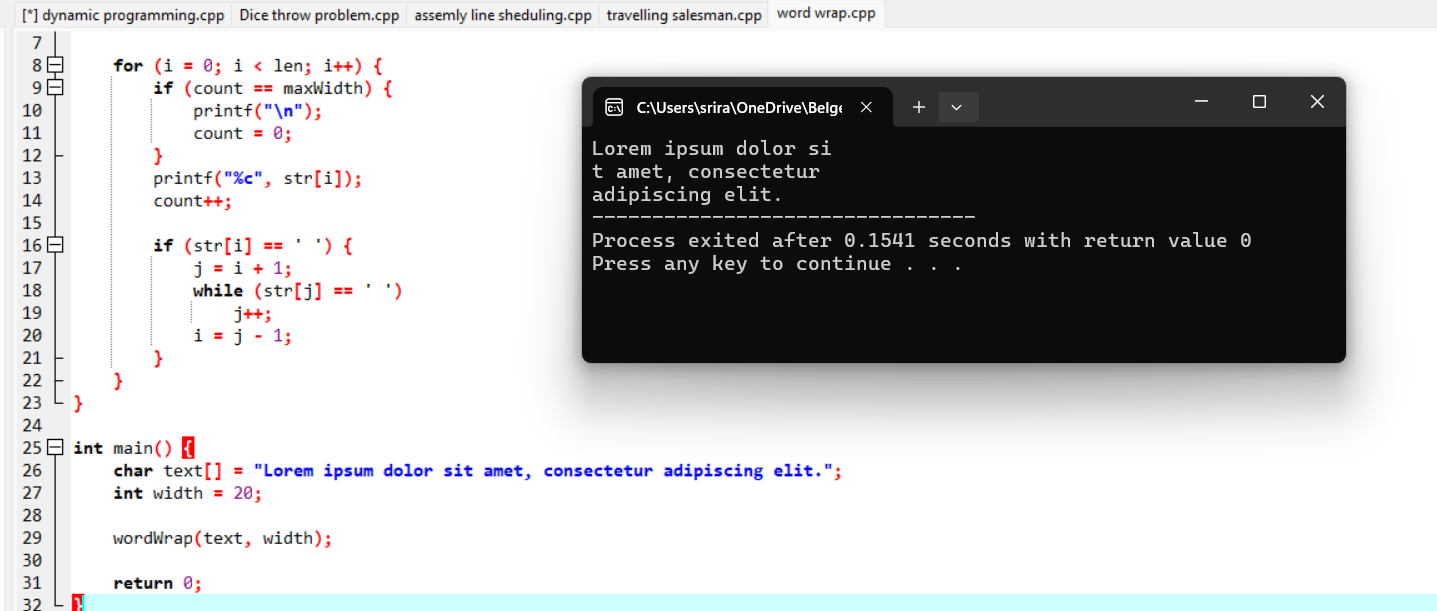 [*] dynamic programming.cpp Dice throw problem.cpp assemly line sheduling.cpp travelling salesman.cpp word wrap.cpp
7
8 for (i = 0; i < len; i++) {
9 if (count == maxWidth) {
10 printf("\n");
11 count = 0;
12 }
13 printf("%c", str[i]);
14 count++;
15
16 if (str[i] == ' ') {
17 j = i + 1;
18 while (str[j] == ' ')
19 j++;
20 i = j - 1;
21 }
22 }
23 }
24
25 int main() {
26 char text[] = "Lorem ipsum dolor sit amet, consectetur adipiscing elit.";
27 int width = 20;
28
29 wordWrap(text, width);
30
31 return 0;
32 }
C:\Users\srira\OneDrive\Belge
Lorem ipsum dolor si
t amet, consectetur
adipiscing elit.
--------------------------------
Process exited after 0.1541 seconds with return value 0
Press any key to continue . . .